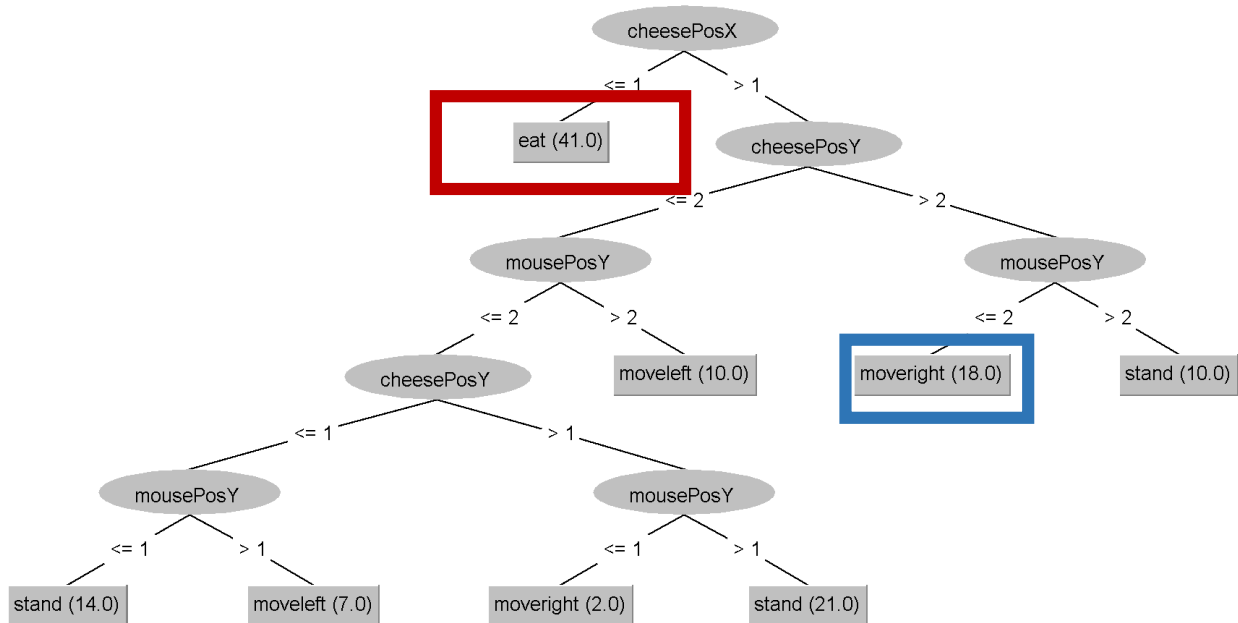 cheesePosX
<= 1
> 1
eat (41.0)
cheesePosY
<= 2
> 2
mousePosY
mousePosY
<= 2
> 2
<= 2
> 2
cheesePosY
moveleft (10.0)
moveright (18.0)
stand (10.0)
<= 1
> 1
mousePosY
mousePosY
<= 1
> 1
<= 1
> 1
stand (14.0)
moveleft (7.0)
moveright (2.0)
stand (21.0)